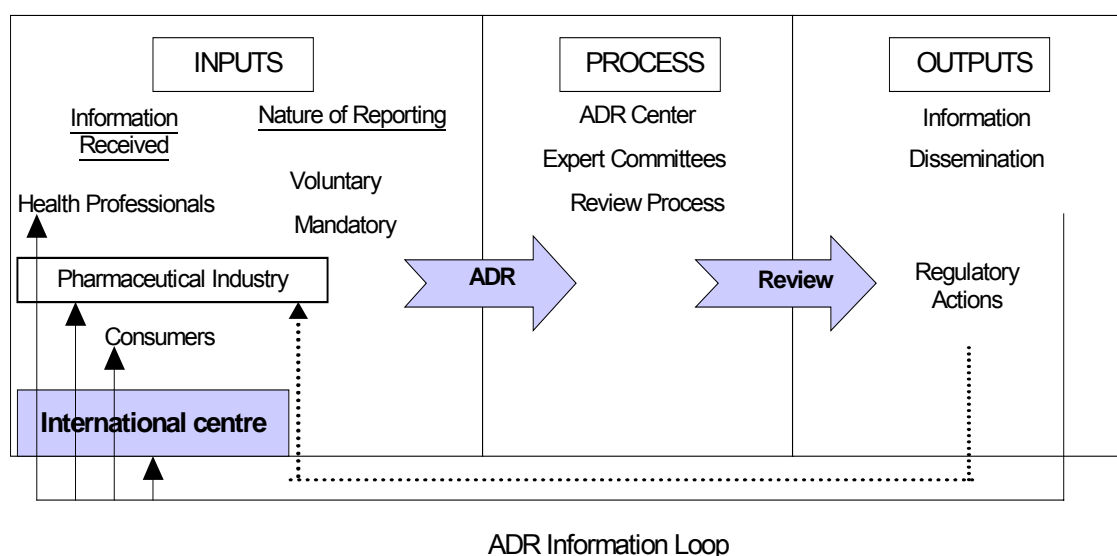 INPUTS
Information
Received
Nature of Reporting
Voluntary
Mandatory
Health Professionals
Pharmaceutical Industry
Consumers
International centre
ADR
PROCESS
ADR Center
Expert Committees
Review Process
Review
OUTPUTS
Information
Dissemination
Regulatory
Actions
ADR Information Loop